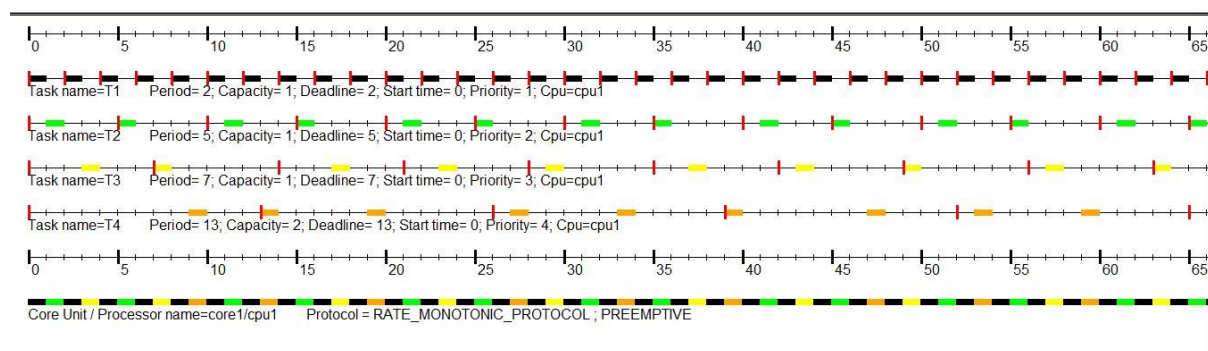 0 5 10 15 20 25 30 35 40 45 50 55 60 65
Task name=T1 Period= 2; Capacity= 1; Deadline= 2; Start time= 0; Priority= 1; Cpu=cpu1
Task name=T2 Period= 5; Capacity= 1; Deadline= 5; Start time= 0; Priority= 2; Cpu=cpu1
Task name=T3 Period= 7; Capacity= 1; Deadline= 7; Start time= 0; Priority= 3; Cpu=cpu1
Task name=T4 Period= 13; Capacity= 2; Deadline= 13; Start time= 0; Priority= 4; Cpu=cpu1
0 5 10 15 20 25 30 35 40 45 50 55 60 65
Core Unit / Processor name=core1/cpu1 Protocol = RATE_MONOTONIC_PROTOCOL ; PREEMPTIVE